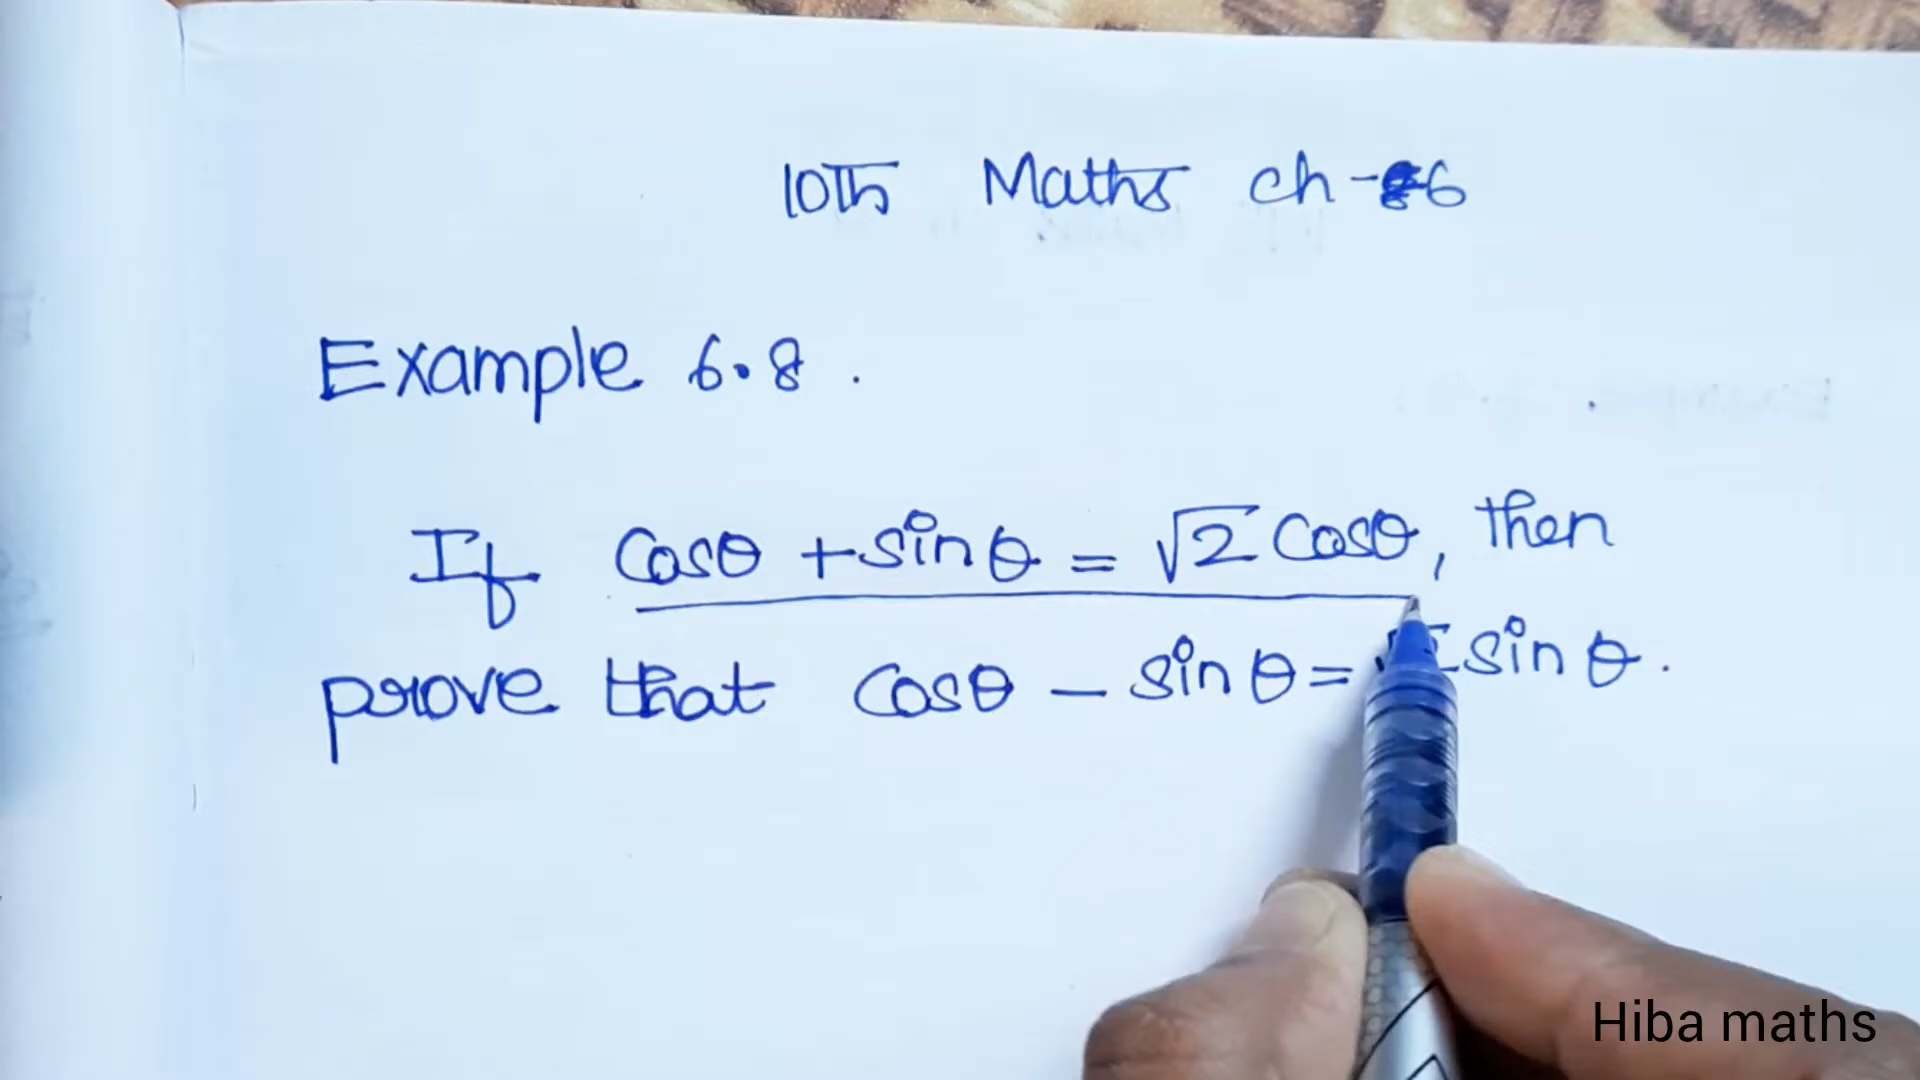 10th Maths ch-6
Example 6.8.
If Cosθ + sinθ = √2 Cosθ, then
prove that Cosθ - sinθ = sinθ.
Hiba maths